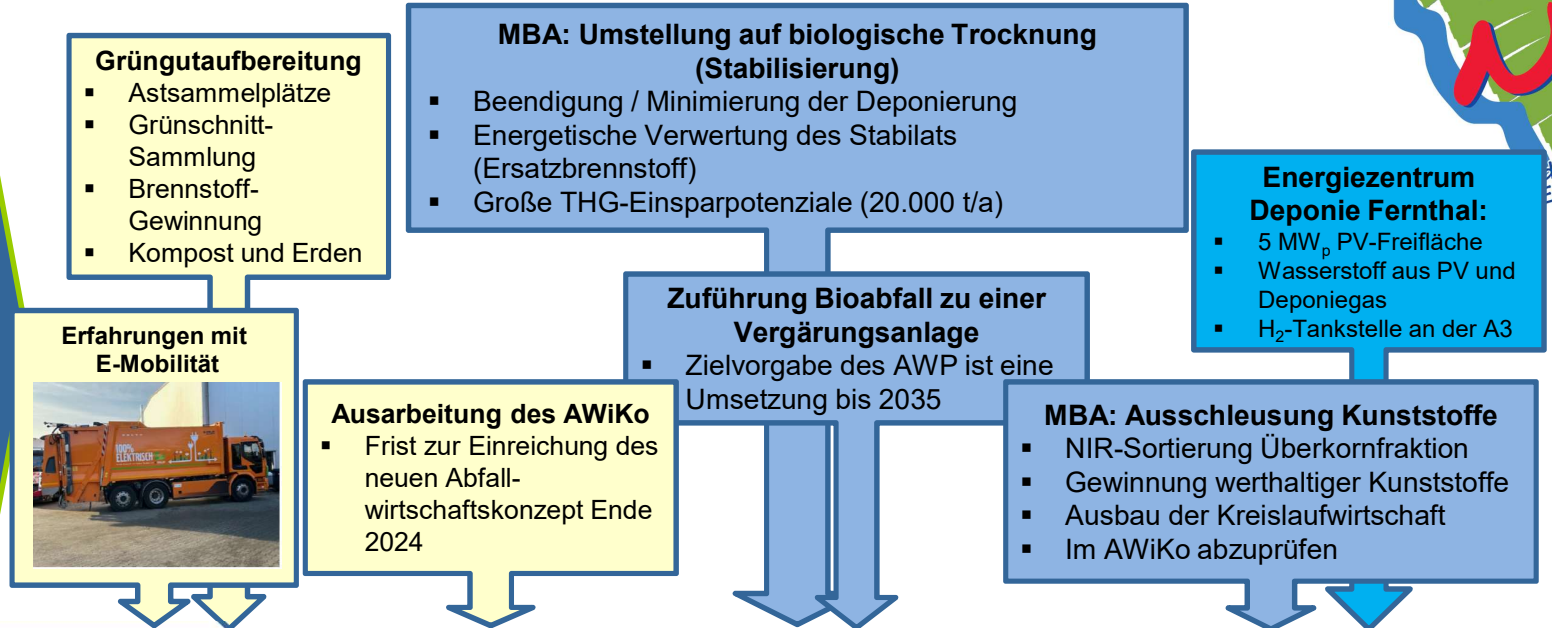 Grüngutaufbereitung
▪ Astsammelplätze
▪ Grünschnitt-
Sammlung
▪ Brennstoff-
Gewinnung
▪ Kompost und Erden
MBA: Umstellung auf biologische Trocknung
(Stabilisierung)
▪ Beendigung / Minimierung der Deponierung
▪ Energetische Verwertung des Stabilats
(Ersatzbrennstoff)
▪ Große THG-Einsparpotenziale (20.000 t/a)
Energiezentrum
Deponie Fernthal:
▪ 5 MWp PV-Freifläche
▪ Wasserstoff aus PV und
Deponiegas
▪ H2-Tankstelle an der A3
Erfahrungen mit
E-Mobilität
100%
ELEKTRISCH
Zuführung Bioabfall zu einer
Vergärungsanlage
▪ Zielvorgabe des AWP ist eine
Umsetzung bis 2035
Ausarbeitung des AWiKo
▪ Frist zur Einreichung des
neuen Abfall-
wirtschaftskonzept Ende
2024
MBA: Ausschleusung Kunststoffe
▪ NIR-Sortierung Überkornfraktion
▪ Gewinnung werthaltiger Kunststoffe
▪ Ausbau der Kreislaufwirtschaft
▪ Im AWiKo abzuprüfen